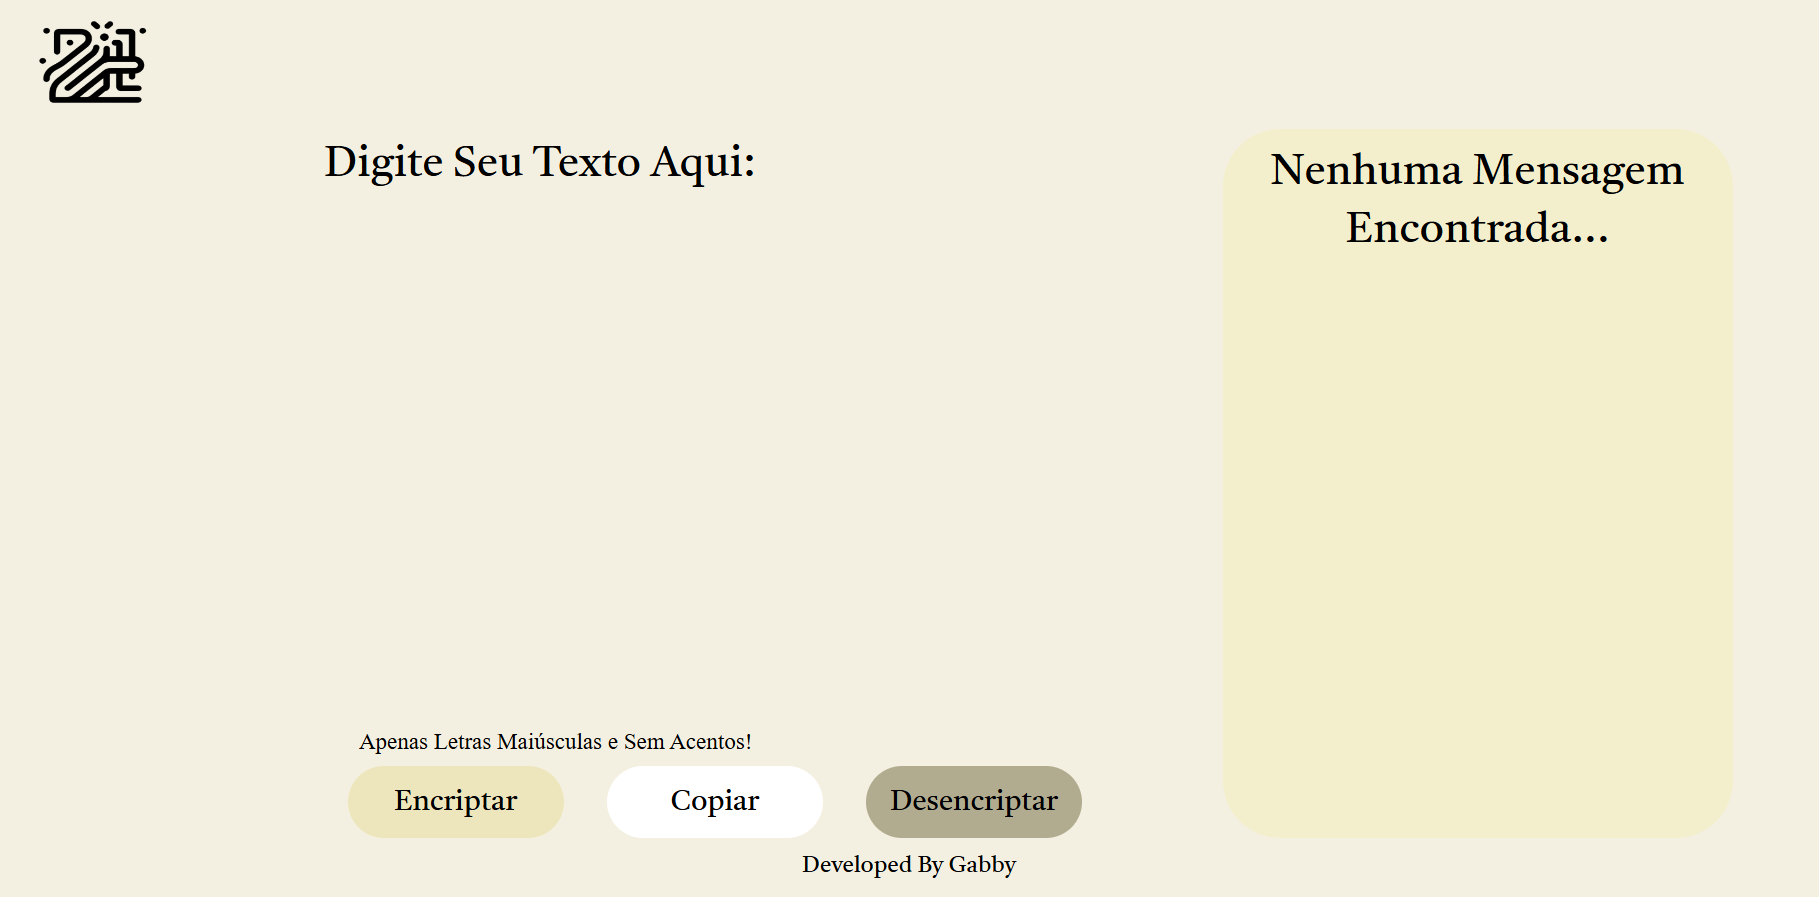 Digite Seu Texto Aqui:
Nenhuma Mensagem
Encontrada...
Apenas Letras Maiúsculas e Sem Acentos!
Encriptar
Copiar
Desencriptar
Developed By Gabby